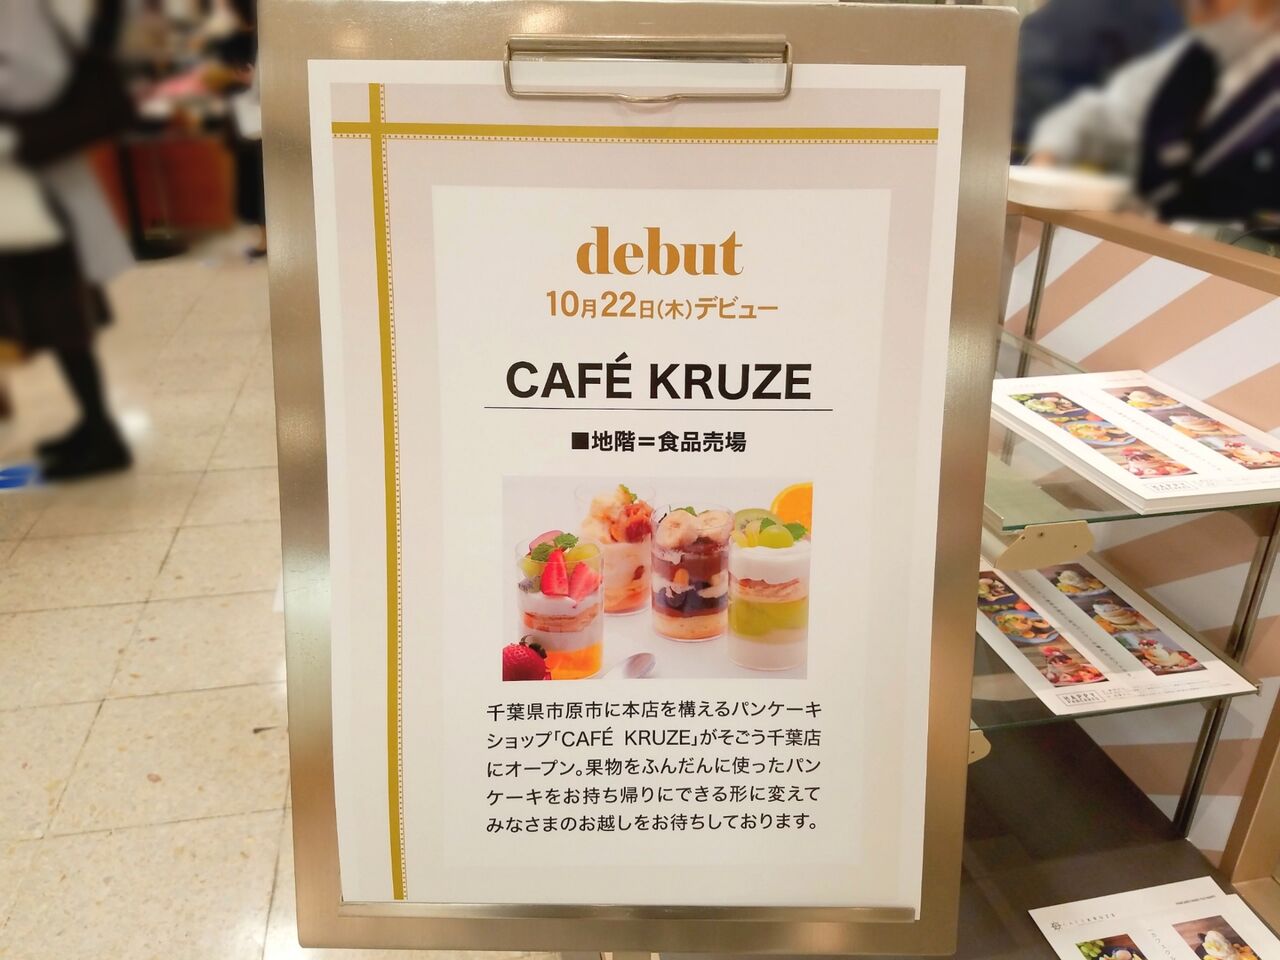 debut
10月22日(木)デビュー
CAFÉ KRUZE
■地階=食品売場
千葉県市原市に本店を構えるパンケーキ
ショップ「CAFÉ KRUZE」がそごう千葉店
にオープン。果物をふんだんに使ったパン
ケーキをお持ち帰りにできる形に変えて
みなさまのお越しをお待ちしております。
HAPPY
CAFE KRUZE